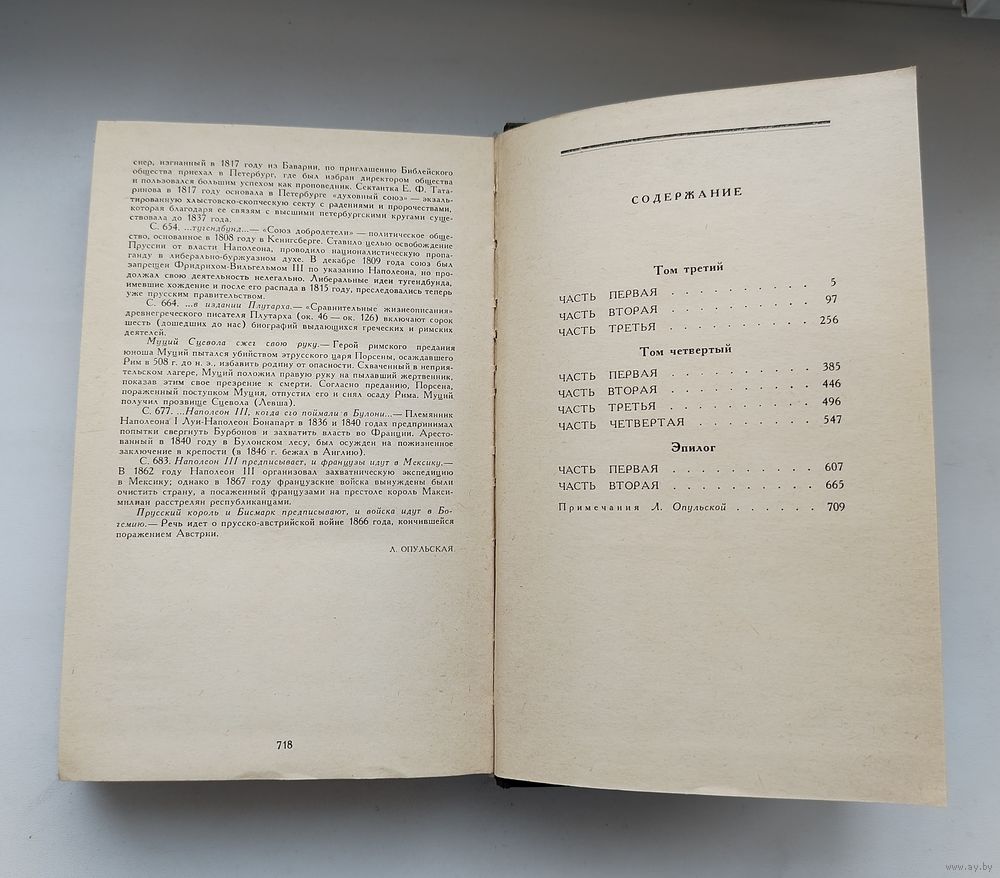 снер, изгнанный в 1817 году из Баварии, по приглашению Библейского
общества приехал в Петербург, где был избран директором общества
и пользовался большим успехом как проповедник. Сектантка Е. Ф. Тата-
ринова в 1817 году основала в Петербурге «духовный союз» — экзаль-
тированную хлыстовско-скопческую секту с радениями и пророчествами,
которая благодаря ее связям с высшими петербургскими кругами суще-
ствовала до 1837 года.
С. 654. ...тугендбунд...— «Союз добродетели» — политическое обще-
ство, основанное в 1808 году в Кенигсберге. Ставило целью освобождение
Пруссии от власти Наполеона, проводило националистическую пропа-
ганду в либерально-буржуазном духе. В декабре 1809 года союз был
запрещен Фридрихом-Вильгельмом III по указанию Наполеона, но про-
должал свою деятельность нелегально. Либеральные идеи тугендбунда,
имевшие хождение и после его распада в 1815 году, преследовались теперь
уже прусским правительством.
С. 664. ...в издании Плутарха.— «Сравнительные жизнеописания»
древнегреческого писателя Плутарха (ок. 46 — ок. 126) включают сорок
шесть (дошедших до нас) биографий выдающихся греческих и римских
деятелей.
Муций Сцевола сжег свою руку.— Герой римского предания
юноша Муций пытался убийством этрусского царя Порсены, осаждавшего
Рим в 508 г. до н. э., избавить родину от опасности. Схваченный в неприя-
тельском лагере, Муций положил правую руку на пылавший жертвенник,
показав этим свое презрение к смерти. Согласно преданию, Порсена,
пораженный поступком Муция, отпустил его и снял осаду Рима. Муций
получил прозвище Сцевола (Левша).
С. 677. ...Наполеон III, когда его поймали в Булони...— Племянник
Наполеона I Луи-Наполеон Бонапарт в 1836 и 1840 годах предпринимал
попытки свергнуть Бурбонов и захватить власть во Франции. Аресто-
ванный в 1840 году в Булонском лесу, был осужден на пожизненное
заключение в крепости (в 1846 г. бежал в Англию).
С. 683. Наполеон III предписывает, и французы идут в Мексику.—
В 1862 году Наполеон III организовал захватническую экспедицию
в Мексику; однако в 1867 году французские войска вынуждены были
очистить страну, а посаженный французами на престоле король Макси-
милиан расстрелян республиканцами.
Прусский король и Бисмарк предписывают, и войска идут в Бо-
гемию.— Речь идет о прусско-австрийской войне 1866 года, кончившейся
поражением Австрии.
Л. ОПУЛЬСКАЯ
718
СОДЕРЖАНИЕ
Том третий
ЧАСТЬ ПЕРВАЯ . . . . . . . . . 5
ЧАСТЬ ВТОРАЯ . . . . 97
ЧАСТЬ ТРЕТЬЯ . . . . . . . . . . 256
Том четвертый
ЧАСТЬ ПЕРВАЯ . . . . . . . . . . 385
ЧАСТЬ ВТОРАЯ . . . . . . . . . . 446
ЧАСТЬ ТРЕТЬЯ . . . . . . . . . . 496
ЧАСТЬ ЧЕТВЕРТАЯ . . . . . . . . 547
Эпилог
ЧАСТЬ ПЕРВАЯ . . . . . . . . . . 607
ЧАСТЬ ВТОРАЯ . . . . . . . . . . 665
Примечания Л. Опульской . . . . . . 709
www.ay.by